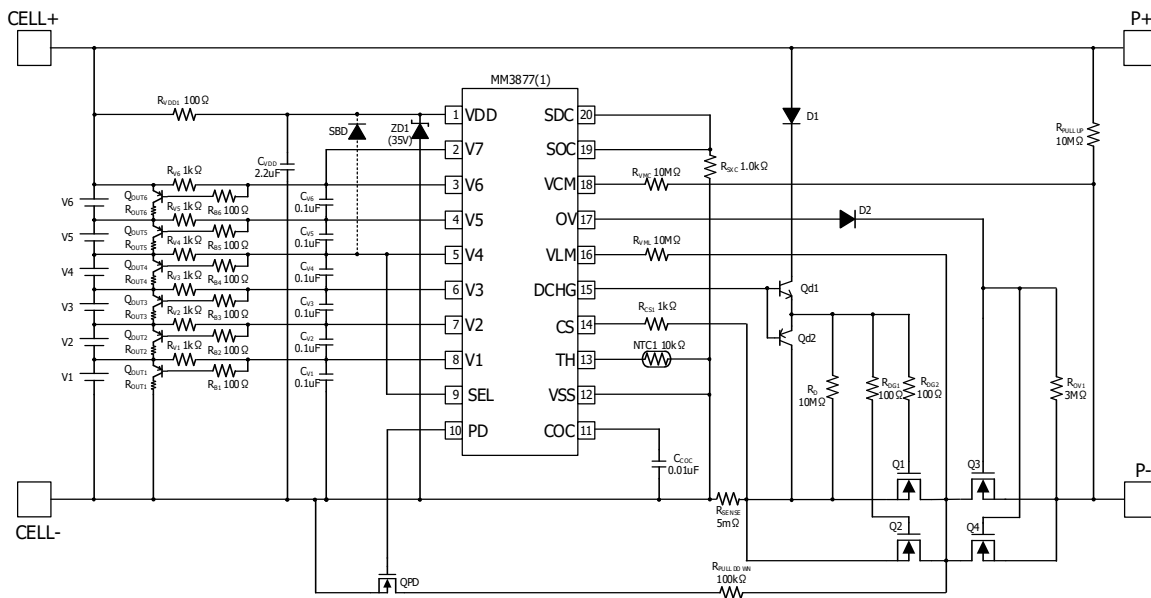 CELL+
P+
MM3877(1)
RVDD1 100Ω
1
VDD
SDC
20
SBD
ZD1
(35V)
D1
RPULL UP
10MΩ
2
V7
SOC
19
RSXC 1.0kΩ
CVDD
2.2uF
RV6 1kΩ
3
V6
VCM
18
RVMC 10MΩ
V6
QOUT6
ROUT6
RB6 100Ω
CV6
0.1uF
RV5 1kΩ
4
V5
OV
17
D2
V5
QOUT5
ROUT5
RB5 100Ω
CV5
0.1uF
RV4 1kΩ
5
V4
VLM
16
RVML 10MΩ
V4
QOUT4
ROUT4
RB4 100Ω
CV4
0.1uF
RV3 1kΩ
6
V3
DCHG
15
Qd1
V3
QOUT3
ROUT3
RB3 100Ω
CV3
0.1uF
RV2 1kΩ
7
V2
CS
14
RCS1 1kΩ
Qd2
V2
QOUT2
ROUT2
RB2 100Ω
CV2
0.1uF
RV1 1kΩ
8
V1
TH
13
NTC1 10kΩ
V1
QOUT1
ROUT1
RB1 100Ω
CV1
0.1uF
9
SEL
VSS
12
RD
10MΩ
RDG1
100Ω
RDG2
100Ω
ROV1
3MΩ
10
PD
COC
11
CCOC
0.01uF
Q1
Q3
P-
CELL-
RSENSE
5mΩ
Q2
Q4
QPD
RPULL DOWN
100kΩ